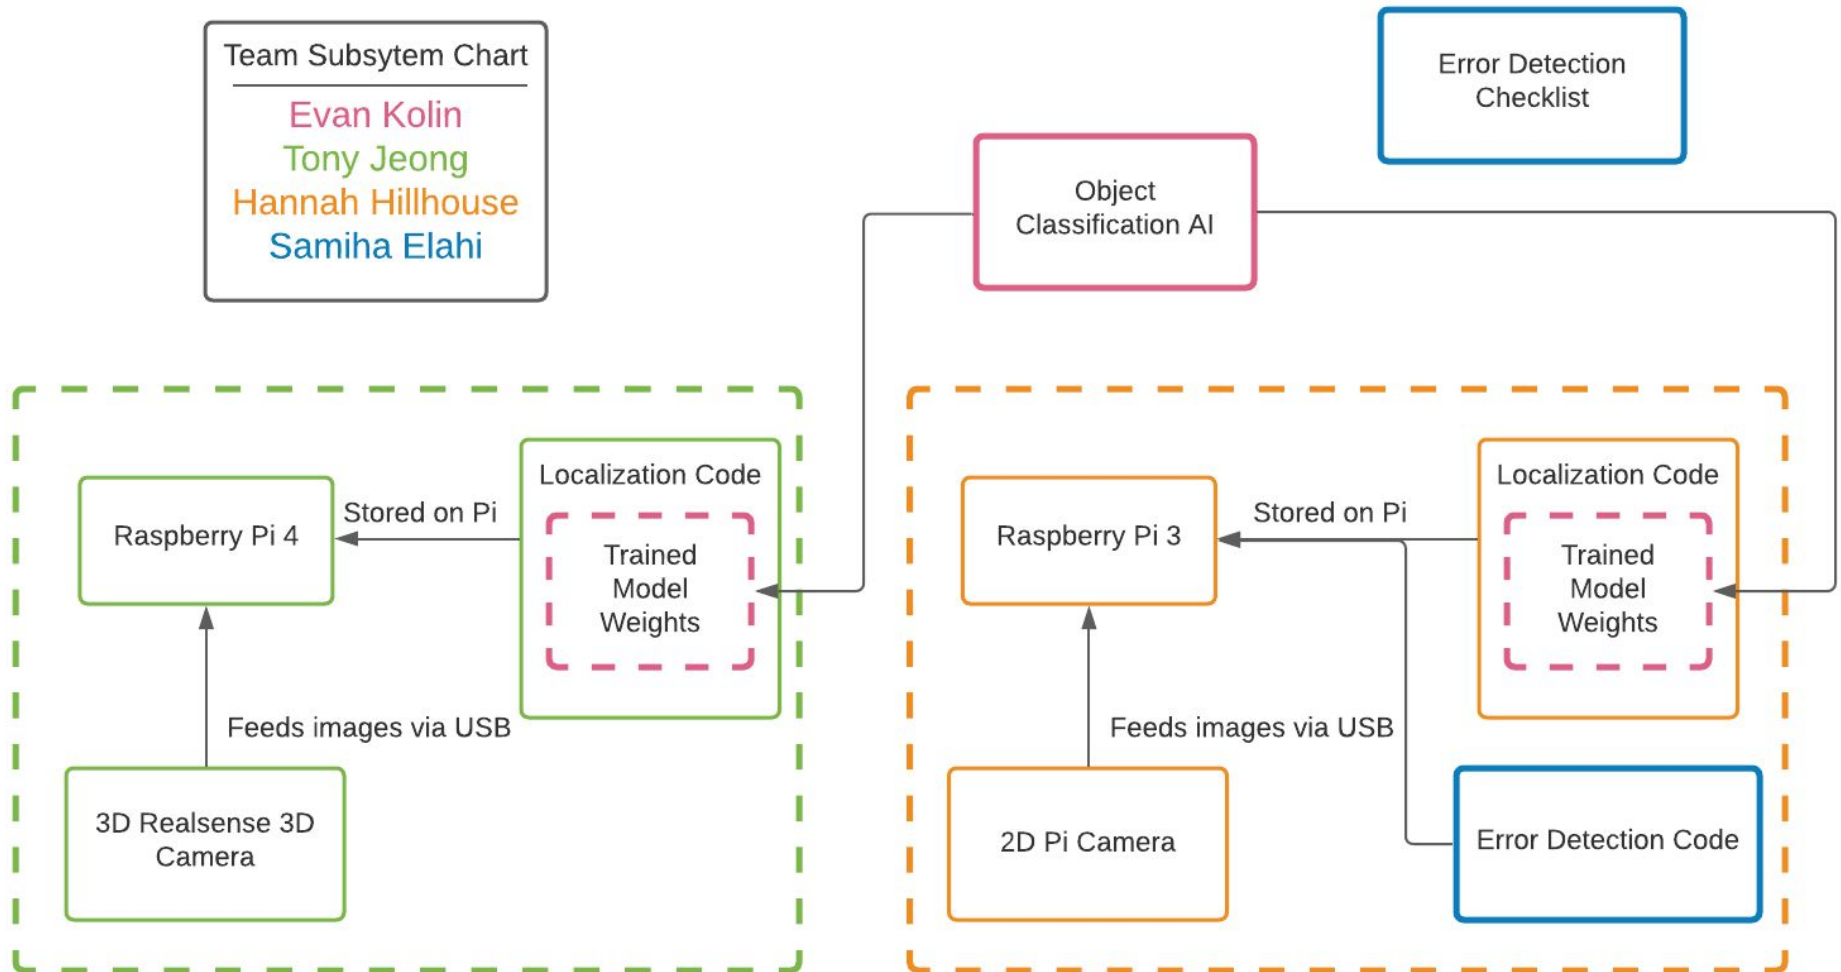 Team Subsytem Chart
Evan Kolin
Tony Jeong
Hannah Hillhouse
Samiha Elahi
Error Detection
Checklist
Object
Classification AI
Localization Code
Trained
Model
Weights
Stored on Pi
Raspberry Pi 4
Feeds images via USB
3D Realsense 3D
Camera
Localization Code
Trained
Model
Weights
Stored on Pi
Raspberry Pi 3
Feeds images via USB
2D Pi Camera
Error Detection Code